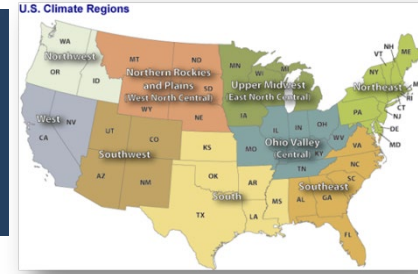 U.S. Climate Regions
WA
Northwest
OR
ID
MT
ND
Northern Rockies
and Plains
(West North Central)
SD
WY
NE
MN
WI
MI
Upper Midwest
(East North Central)
IA
NH
VT
ME
NY
MA
Northeast
RI
PA
CT
NJ
DE
MD
West
NV
CA
UT
CO
Southwest
AZ
NM
KS
OK
AR
South
TX
LA
MS
IL
IN
OH
WV
Ohio Valley
(Central)
MO
KY
TN
VA
NC
SC
Southeast
AL
GA
FL